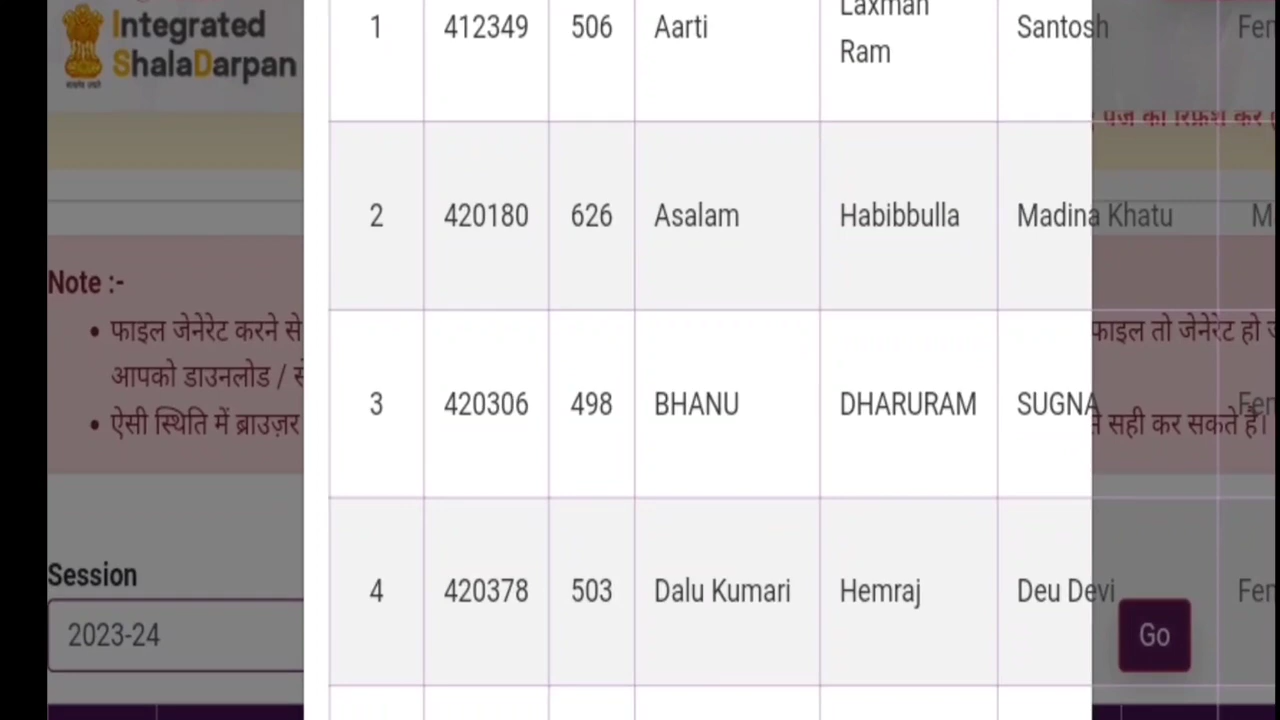 Integrated
ShalaDarpan
1 412349 506 Aarti Laxman Ram Santosh
पेज को रिफ्रेश कर
2 420180 626 Asalam Habibbulla Madina Khatu M
Note :-
• फाइल जेनेरेट करने से
फाइल तो जेनेरेट हो
आपको डाउनलोड /
3 420306 498 BHANU DHARURAM SUGNA
• ऐसी स्थिति में ब्राउज़र
सही कर सकते है।
Session
4 420378 503 Dalu Kumari Hemraj Deu Devi
2023-24
Go